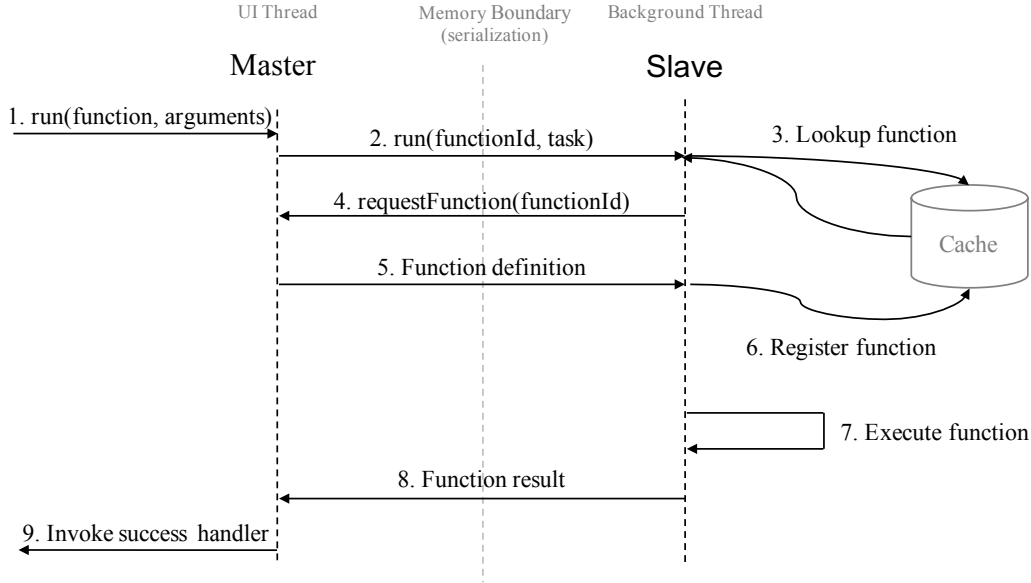 UI Thread
Memory Boundary
(serialization)
Background Thread
Master
Slave
1. run(function, arguments)
2. run(functionId, task)
3. Lookup function
4. requestFunction(functionId)
Cache
5. Function definition
6. Register function
7. Execute function
8. Function result
9. Invoke success handler